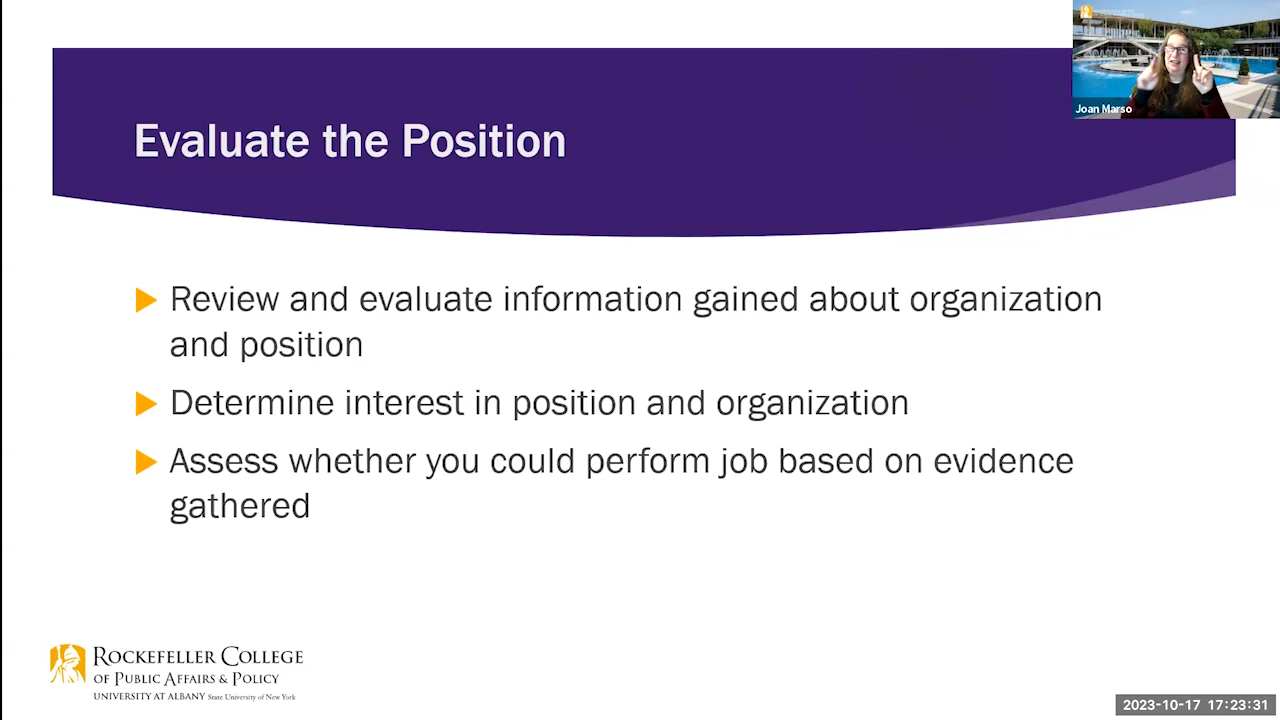 Joan Marso
Evaluate the Position
Review and evaluate information gained about organization
and position
Determine interest in position and organization
Assess whether you could perform job based on evidence
gathered
ROCKEFELLER COLLEGE
OF PUBLIC AFFAIRS & POLICY
UNIVERSITY AT ALBANY State University of New York
2023-10-17 17:23:31